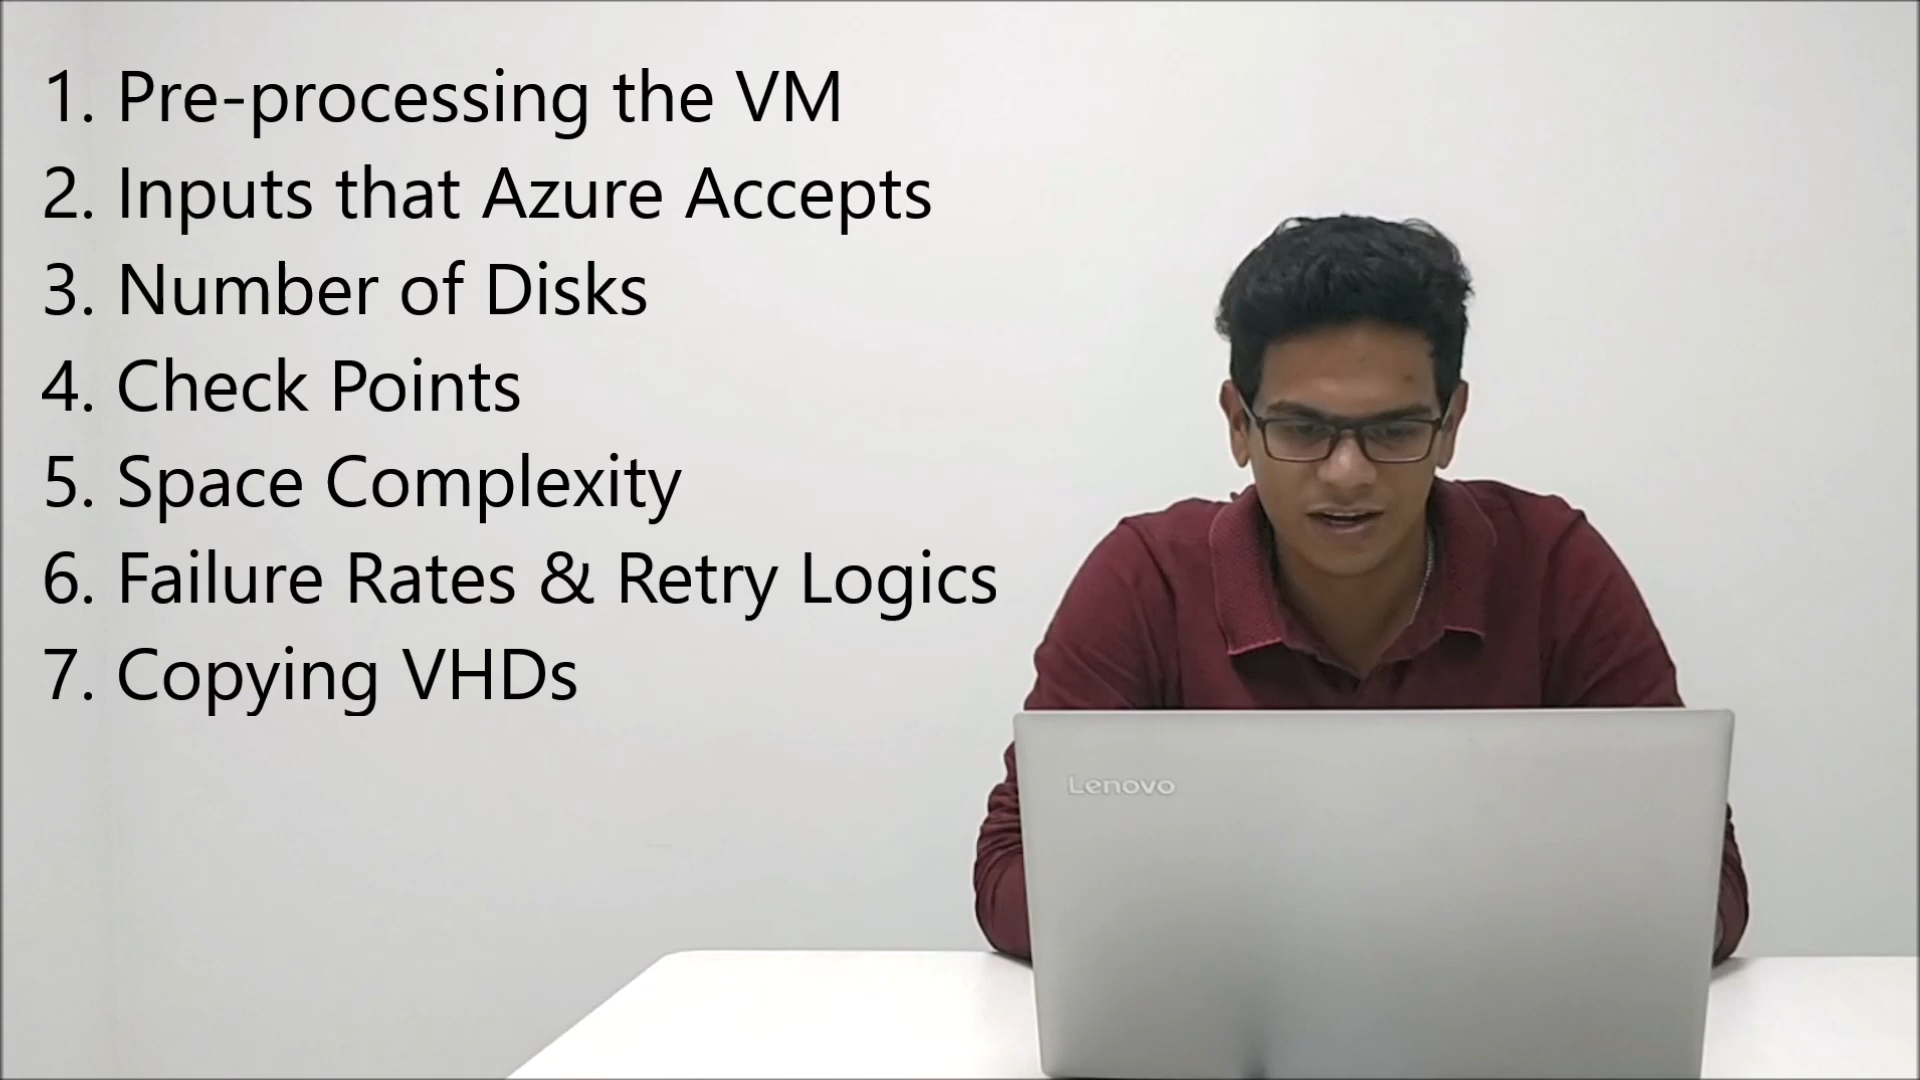 1. Pre-processing the VM
2. Inputs that Azure Accepts
3. Number of Disks
4. Check Points
5. Space Complexity
6. Failure Rates & Retry Logics
7. Copying VHDs
Lenovo